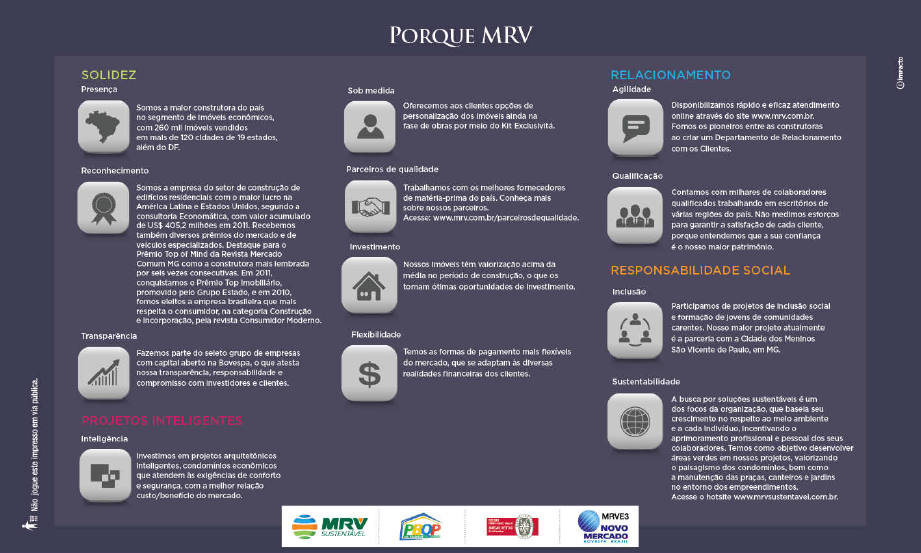 PORQUE MRV
SOLIDEZ
Presença
Somos a maior construtora do país
no segmento de imóveis econômicos,
com 260 mil imóveis vendidos
em mais de 120 cidades de 19 estados,
além do DF.
Reconhecimento
Somos a empresa do setor de construção de
edifícios residenciais com o maior lucro na
América Latina e Estados Unidos, segundo a
consultoria Economática, com valor acumulado
de US$ 405,2 milhões em 2011. Recebemos
também diversos prêmios do mercado e de
veículos especializados. Destaque para o
Prêmio Top of Mind da Revista Mercado
Comum MG como a construtora mais lembrada
por seis vezes consecutivas. Em 2011,
conquistamos o Prêmio Top Imobiliário,
promovido pelo Grupo Estado, e em 2010,
fomos eleitos a empresa brasileira que mais
respeita o consumidor, na categoria Construção
e Incorporação, pela revista Consumidor Moderno.
Transparência
Fazemos parte do seleto grupo de empresas
com capital aberto na Bovespa, o que atesta
nossa transparência, responsabilidade e
compromisso com investidores e clientes.
PROJETOS INTELIGENTES
Inteligência
Investimos em projetos arquitetônicos
inteligentes, condomínios econômicos
que atendem às exigências de conforto
e segurança, com a melhor relação
custo/benefício do mercado.
Sob medida
Oferecemos aos clientes opções de
personalização dos imóveis ainda na
fase de obras por meio do Kit Exclusivitá.
Parceiros de qualidade
Trabalhamos com os melhores fornecedores
de matéria-prima do país. Conheça mais
sobre nossos parceiros.
Acesse: www.mrv.com.br/parceirosdequalidade.
Investimento
Nossos imóveis têm valorização acima da
média no período de construção, o que os
tornam ótimas oportunidades de investimento.
Flexibilidade
Temos as formas de pagamento mais flexíveis
do mercado, que se adaptam às diversas
realidades financeiras dos clientes.
$
RELACIONAMENTO
Agilidade
Disponibilizamos rápido e eficaz atendimento
online através do site www.mrv.com.br.
Fomos os pioneiros entre as construtoras
ao criar um Departamento de Relacionamento
com os Clientes.
Qualificação
Contamos com milhares de colaboradores
qualificados trabalhando em escritórios de
várias regiões do país. Não medimos esforços
para garantir a satisfação de cada cliente,
porque entendemos que a sua confiança
é o nosso maior patrimônio.
RESPONSABILIDADE SOCIAL
Inclusão
Participamos de projetos de inclusão social
e formação de jovens de comunidades
carentes. Nosso maior projeto atualmente
é a parceria com a Cidade dos Meninos
São Vicente de Paulo, em MG.
Sustentabilidade
A busca por soluções sustentáveis é um
dos focos da organização, que baseia seu
crescimento no respeito ao meio ambiente
e a cada indivíduo, incentivando o
aprimoramento profissional e pessoal dos seus
colaboradores. Temos como objetivo desenvolver
áreas verdes em nossos projetos, valorizando
o paisagismo dos condomínios, bem como
a manutenção das praças, canteiros e jardins
no entorno dos empreendimentos.
Acesse o hotsite www.mrvsustentavel.com.br.
imnacto
Não jogue este impresso em via pública.
MRV
SUSTENTÁVEL
PBQP
MRVE3
NOVO
MERCADO
BOVESPA BRASIL